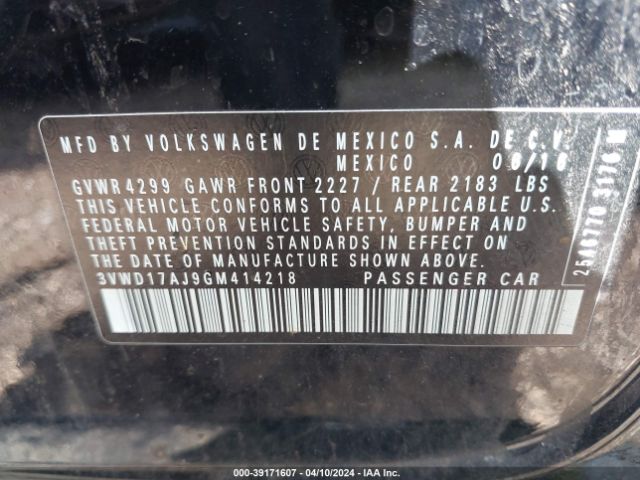 MFD BY VOLKSWAGEN DE MEXICO S.A. DE C.V.
MEXICO 06/16
GVWR 4299 GAWR FRONT 2227 / REAR 2183 LBS
THIS VEHICLE CONFORMS TO ALL APPLICABLE U.S.
FEDERAL MOTOR VEHICLE SAFETY, BUMPER AND
THEFT PREVENTION STANDARDS IN EFFECT ON
THE DATE OF MANUFACTURE SHOWN ABOVE.
3VWD17AJ9GM414218 PASSENGER CAR
000-39171607 / 04/10/2024 / IAA Inc.